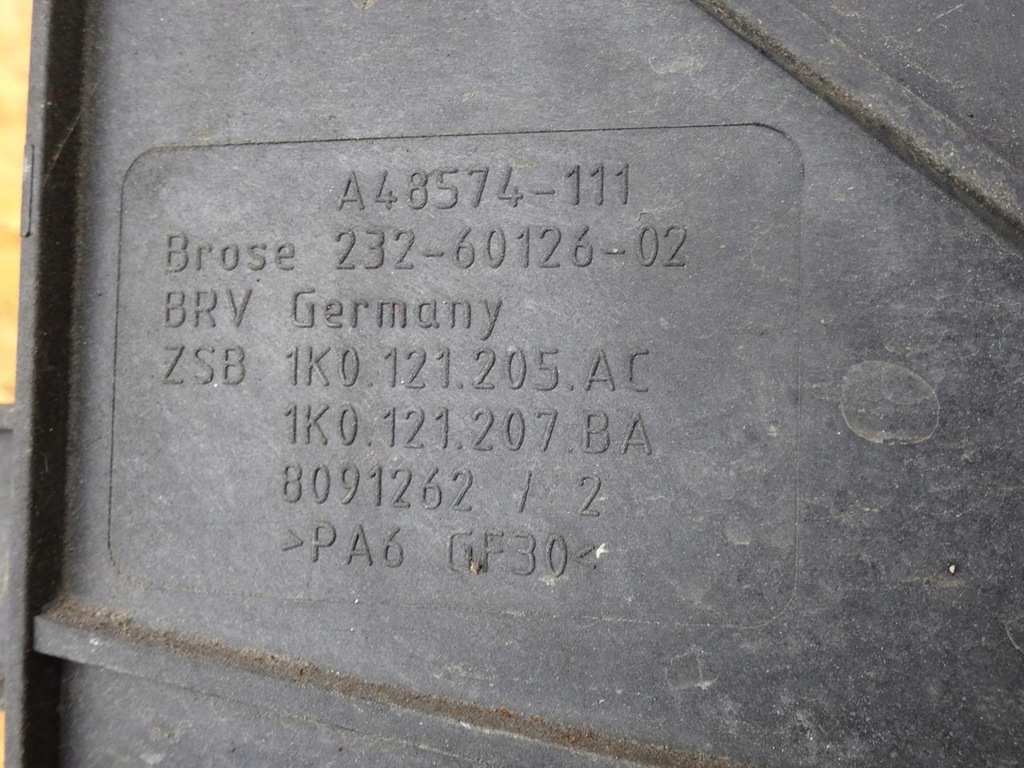 A48574-111
Brose 232-60126-02
BRV Germany
ZSB 1K0.121.205.AC
1K0.121.207.BA
8091262 / 2
>PA6 GF30<